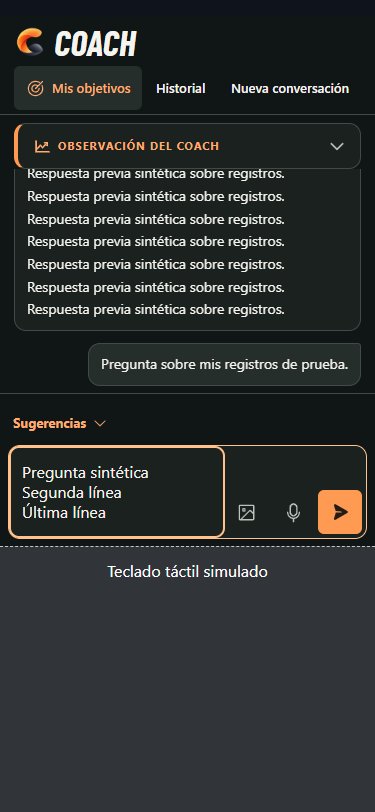 COACH
Mis objetivos
Historial
Nueva conversación
OBSERVACIÓN DEL COACH
Respuesta previa sintética sobre registros.
Respuesta previa sintética sobre registros.
Respuesta previa sintética sobre registros.
Respuesta previa sintética sobre registros.
Respuesta previa sintética sobre registros.
Respuesta previa sintética sobre registros.
Respuesta previa sintética sobre registros.
Pregunta sobre mis registros de prueba.
Sugerencias
Pregunta sintética
Segunda línea
Última línea
Teclado táctil simulado